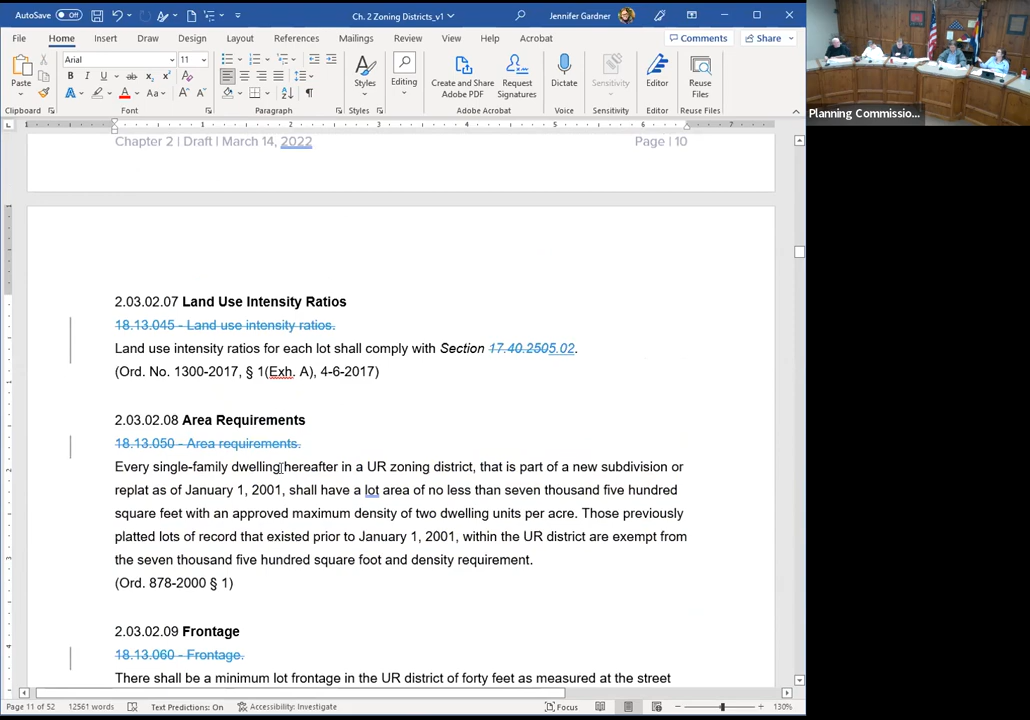 AutoSave Off Ch. 2 Zoning Districts_v1 Jennifer Gardner
File Home Insert Draw Design Layout References Mailings Review View Help Acrobat Comments Share
Arial 11
Paste Styles Editing Create and Share Adobe PDF Request Signatures Dictate Sensitivity Editor Reuse Files
Clipboard Font Paragraph Styles Adobe Acrobat Voice Sensitivity Editor Reuse Files
Planning Commissio...
Chapter 2 | Draft | March 14, 2022 Page | 10
2.03.02.07 Land Use Intensity Ratios
18.13.045 - Land use intensity ratios.
Land use intensity ratios for each lot shall comply with Section 17.40.2505.02.
(Ord. No. 1300-2017, § 1(Exh. A), 4-6-2017)
2.03.02.08 Area Requirements
18.13.050 - Area requirements.
Every single-family dwelling hereafter in a UR zoning district, that is part of a new subdivision or
replat as of January 1, 2001, shall have a lot area of no less than seven thousand five hundred
square feet with an approved maximum density of two dwelling units per acre. Those previously
platted lots of record that existed prior to January 1, 2001, within the UR district are exempt from
the seven thousand five hundred square foot and density requirement.
(Ord. 878-2000 § 1)
2.03.02.09 Frontage
18.13.060 - Frontage.
There shall be a minimum lot frontage in the UR district of forty feet as measured at the street
Page 11 of 52 12561 words Text Predictions: On Accessibility: Investigate Focus 130%